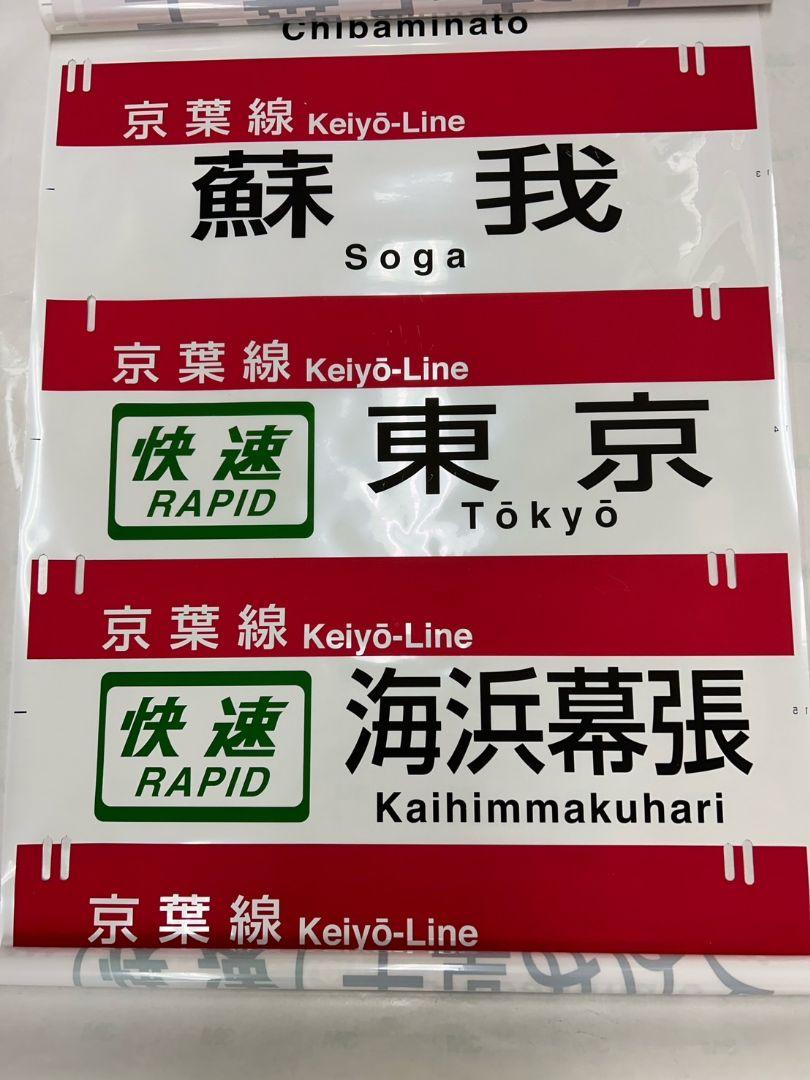 Chibaminato
京葉線 Keiyō-Line
蘇我
Soga
京葉線 Keiyō-Line
快速 東京
RAPID Tōkyō
京葉線 Keiyō-Line
快速 海浜幕張
RAPID Kaihimmakuhari
京葉線 Keiyō-Line